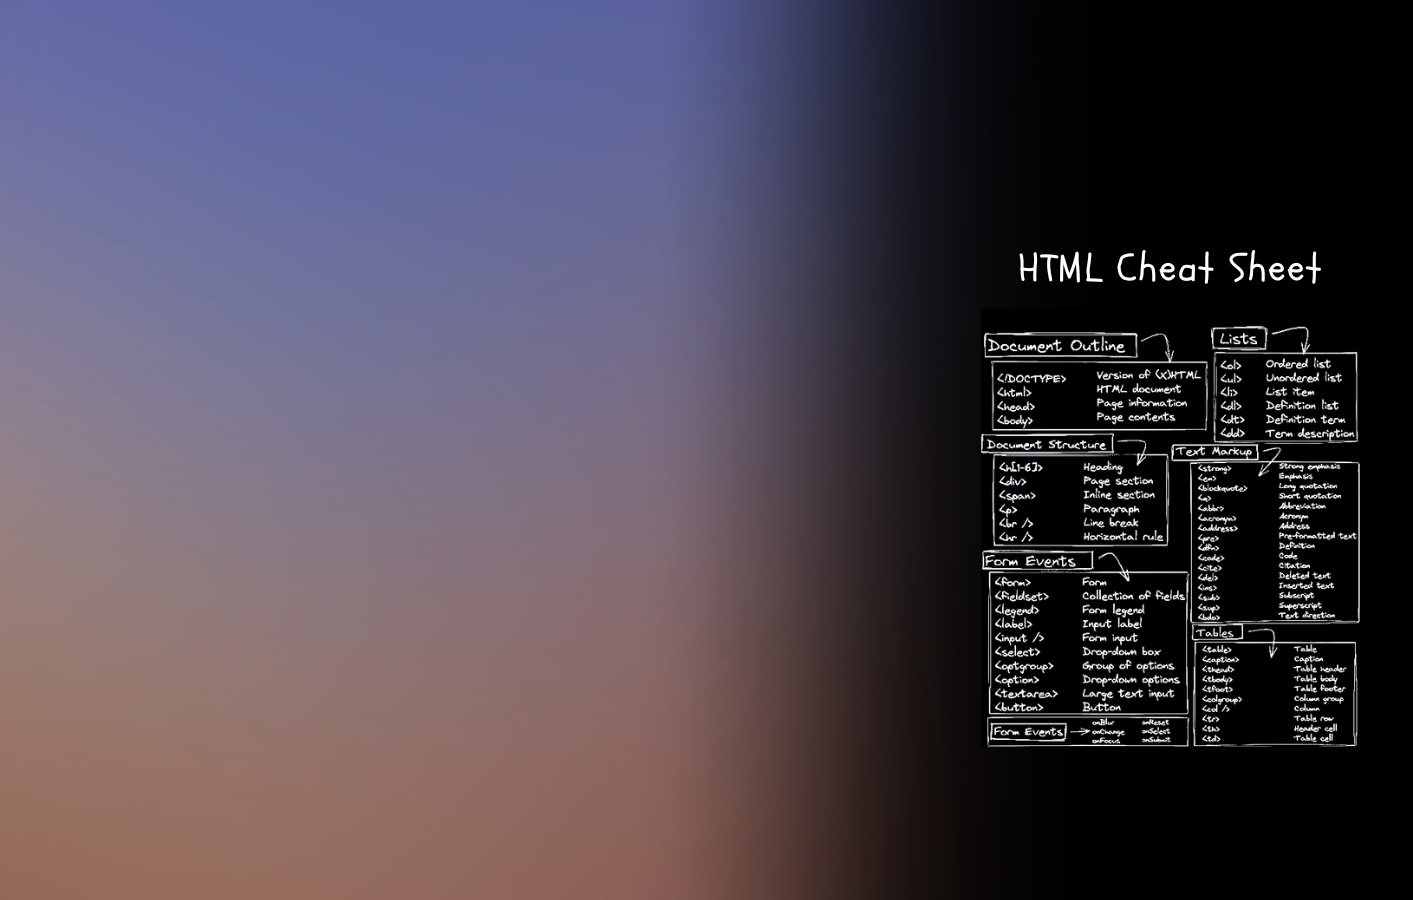 HTML Cheat Sheet
Document Outline
<!DOCTYPE> Version of (X)HTML
<html> HTML document
<head> Page information
<body> Page contents
Lists
<ol> Ordered list
<ul> Unordered list
<li> List item
<dl> Definition list
<dt> Definition term
<dd> Term description
Document Structure
<h[1-6]> Heading
<div> Page section
<span> Inline section
<p> Paragraph
<br /> Line break
<hr /> Horizontal rule
Text Markup
<strong> Strong emphasis
<em> Emphasis
<blockquote> Long quotation
<q> Short quotation
<abbr> Abbreviation
<acronym> Acronym
<address> Address
<pre> Pre-formatted text
<dfn> Definition
<code> Code
<cite> Citation
<del> Deleted text
<ins> Inserted text
<sub> Subscript
<sup> Superscript
<bdo> Text direction
Form Events
<form> Form
<fieldset> Collection of fields
<legend> Form legend
<label> Input label
<input /> Form input
<select> Drop-down box
<optgroup> Group of options
<option> Drop-down options
<textarea> Large text input
<button> Button
Tables
<table> Table
<caption> Caption
<thead> Table header
<tbody> Table body
<tfoot> Table footer
<colgroup> Column group
<col /> Column
<tr> Table row
<th> Header cell
<td> Table cell
Form Events
onBlur onReset
onChange onSelect
onFocus onSubmit